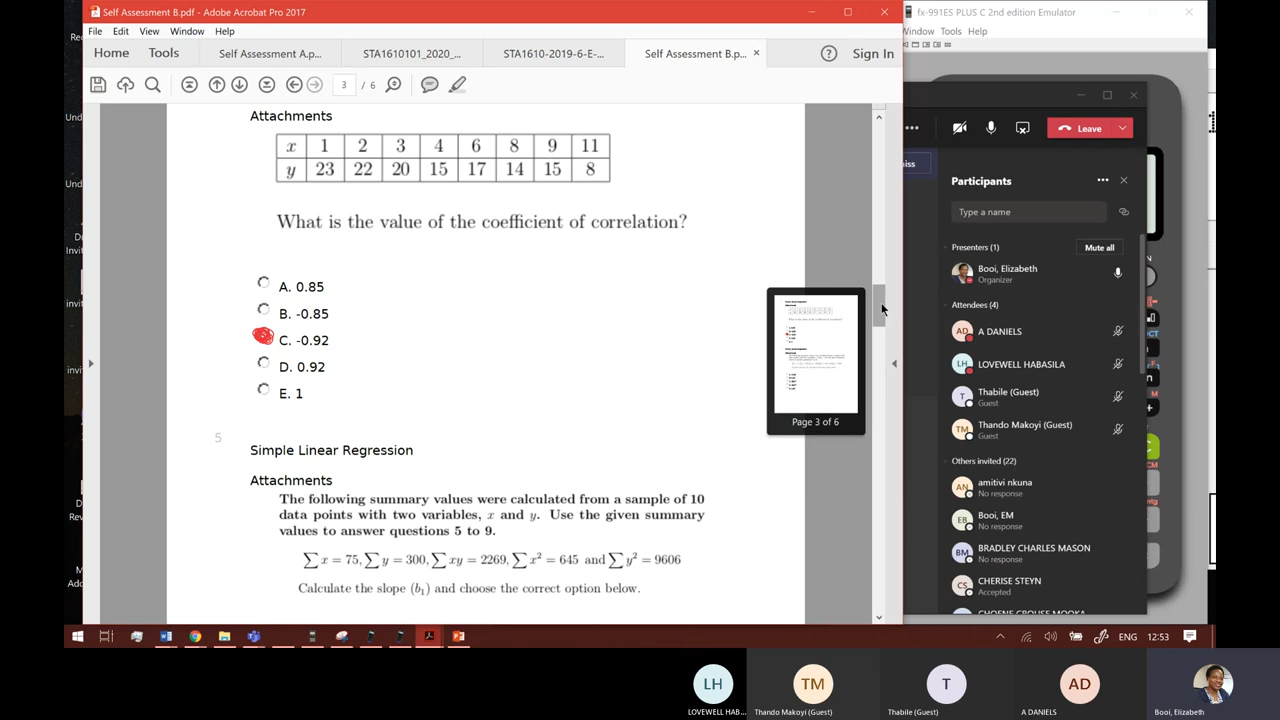 Self Assessment B.pdf - Adobe Acrobat Pro 2017
File Edit View Window Help
Home Tools Self Assessment A.p... STA1610101_2020_... STA1610-2019-6-E-... Self Assessment B.p... × ? Sign In
3 / 6
Attachments
x 1 2 3 4 6 8 9 11
y 23 22 20 15 17 14 15 8
What is the value of the coefficient of correlation?
A. 0.85
B. -0.85
C. -0.92
D. 0.92
E. 1
5
Simple Linear Regression
Attachments
The following summary values were calculated from a sample of 10
data points with two variables, x and y. Use the given summary
values to answer questions 5 to 9.
∑ x = 75, ∑ y = 300, ∑ xy = 2269, ∑ x² = 645 and ∑ y² = 9606
Calculate the slope (b₁) and choose the correct option below.
Page 3 of 6
fx-991ES PLUS C 2nd edition Emulator
Window Tools Help
Leave
Participants
Type a name
Presenters (1) Mute all
Booi, Elizabeth
Organizer
Attendees (4)
AD A DANIELS
LH LOVEWELL HABASILA
T Thabile (Guest)
Guest
TM Thando Makoyi (Guest)
Guest
Others invited (22)
AN amitivi nkuna
No response
EB Booi, EM
No response
BM BRADLEY CHARLES MASON
No response
CS CHERISE STEYN
Accepted
ENG 12:53
LH TM T AD
LOVEWELL HAB... Thando Makoyi (Guest) Thabile (Guest) A DANIELS Booi, Elizabeth